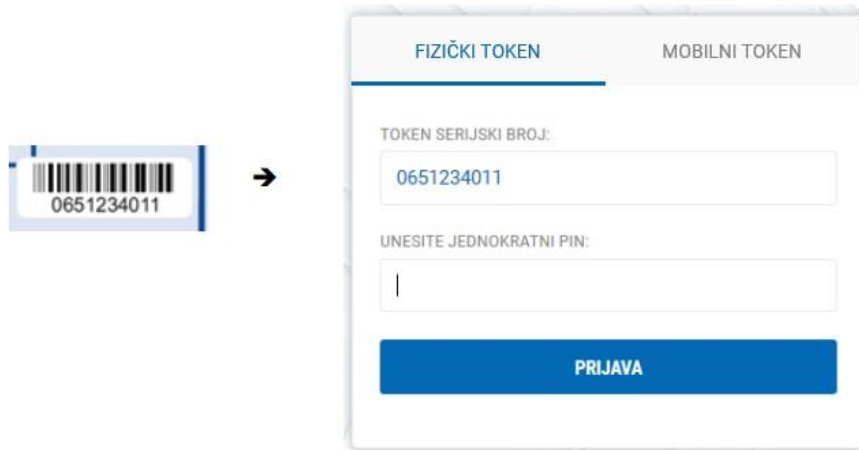 0651234011
➔
FIZIČKI TOKEN
MOBILNI TOKEN
TOKEN SERIJSKI BROJ:
0651234011
UNESITE JEDNOKRATNI PIN:
PRIJAVA